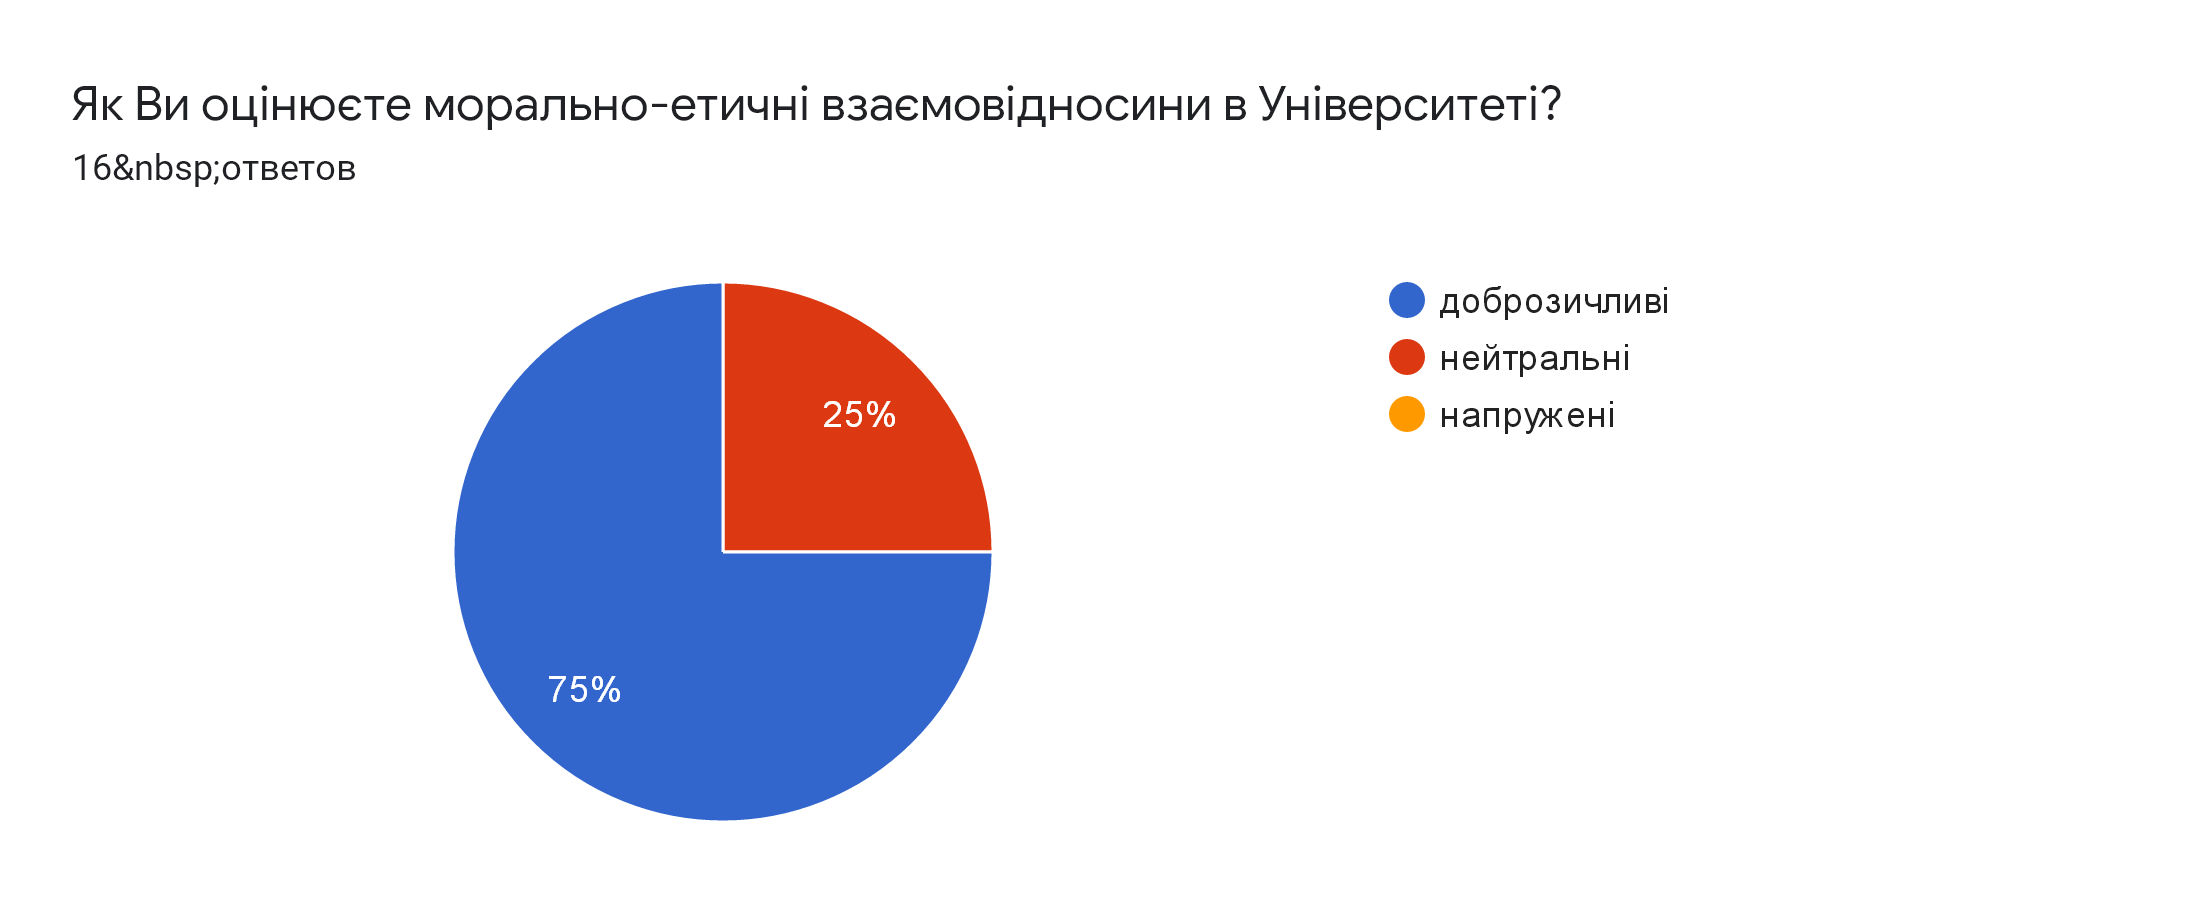 Як Ви оцінюєте морально-етичні взаємовідносини в Університеті?
16&nbsp;ответов
доброзичливі
нейтральні
напружені
25%
75%